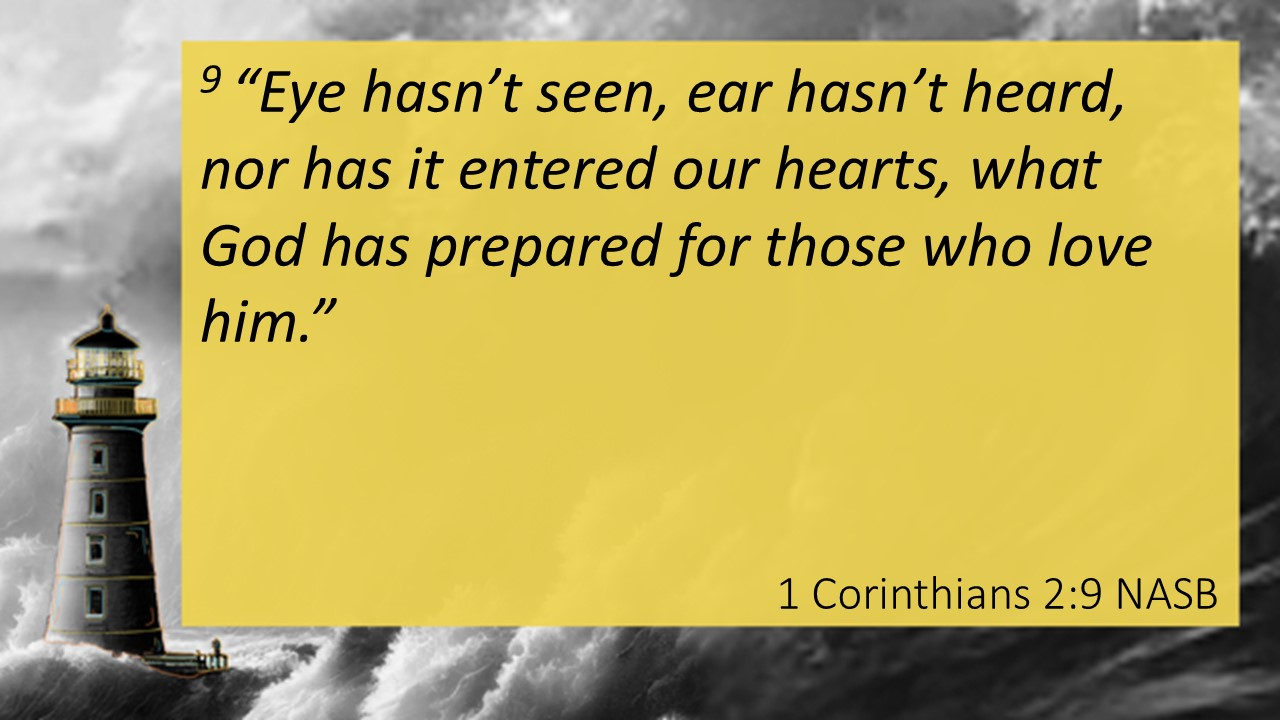 9 “Eye hasn’t seen, ear hasn’t heard,
nor has it entered our hearts, what
God has prepared for those who love
him.”
1 Corinthians 2:9 NASB